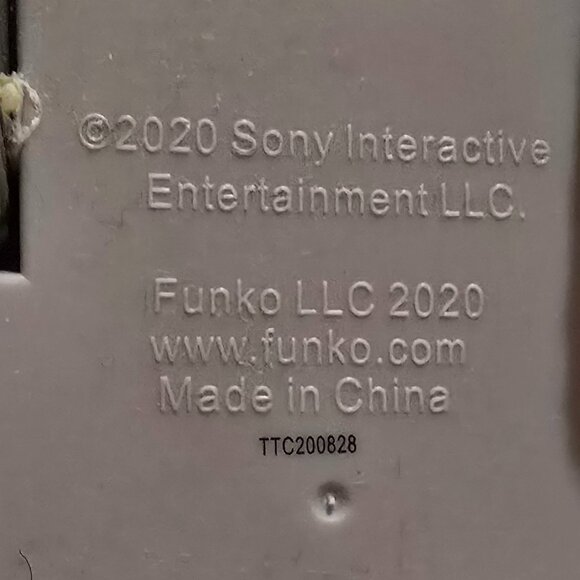 ©2020 Sony Interactive
Entertainment LLC.
Funko LLC 2020
www.funko.com
Made in China
TTC200828